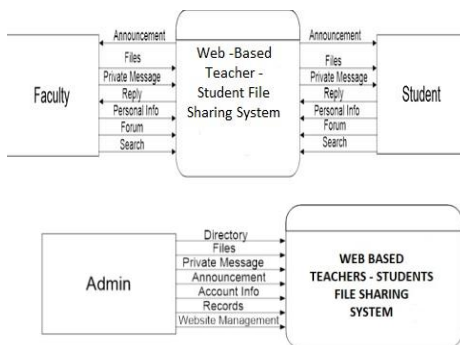 Announcement
Files
Private Message
Reply
Personal Info
Forum
Search
Faculty
Web -Based
Teacher -
Student File
Sharing System
Announcement
Files
Private Message
Reply
Personal Info
Forum
Search
Student
Admin
Directory
Files
Private Message
Announcement
Account Info
Records
Website Management
WEB BASED
TEACHERS - STUDENTS
FILE SHARING
SYSTEM